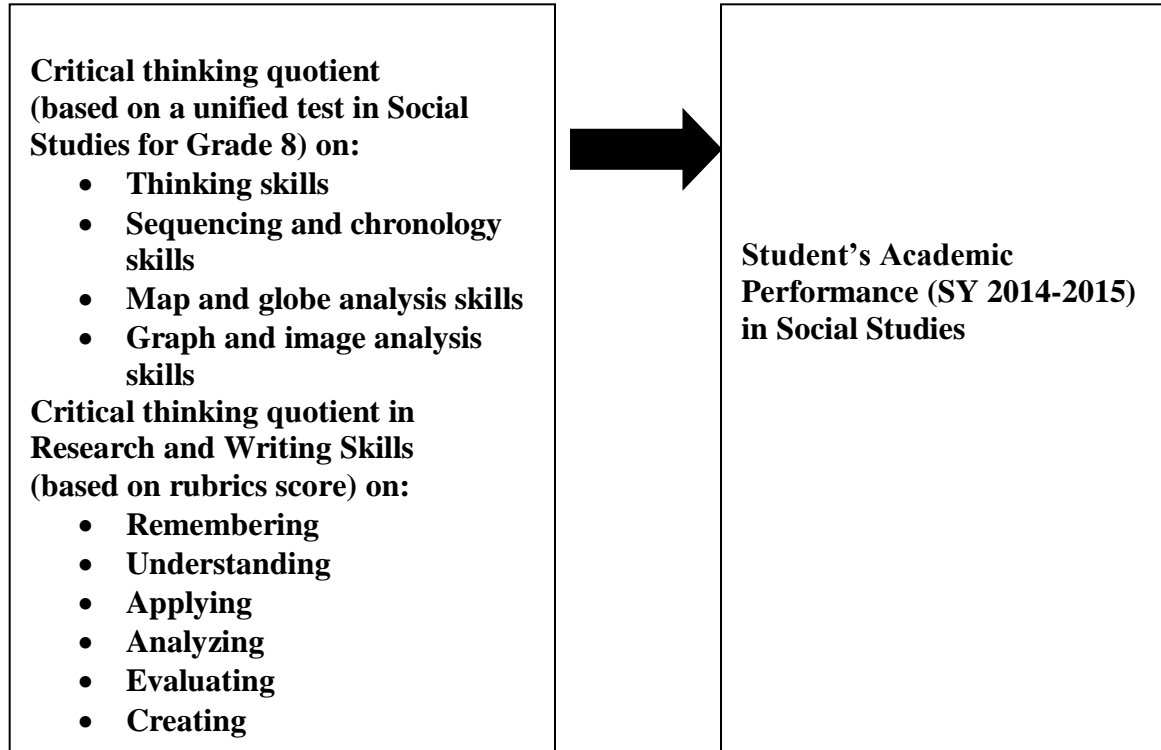 Critical thinking quotient
(based on a unified test in Social
Studies for Grade 8) on:
• Thinking skills
• Sequencing and chronology
skills
• Map and globe analysis skills
• Graph and image analysis
skills
Critical thinking quotient in
Research and Writing Skills
(based on rubrics score) on:
• Remembering
• Understanding
• Applying
• Analyzing
• Evaluating
• Creating
Student’s Academic
Performance (SY 2014-2015)
in Social Studies